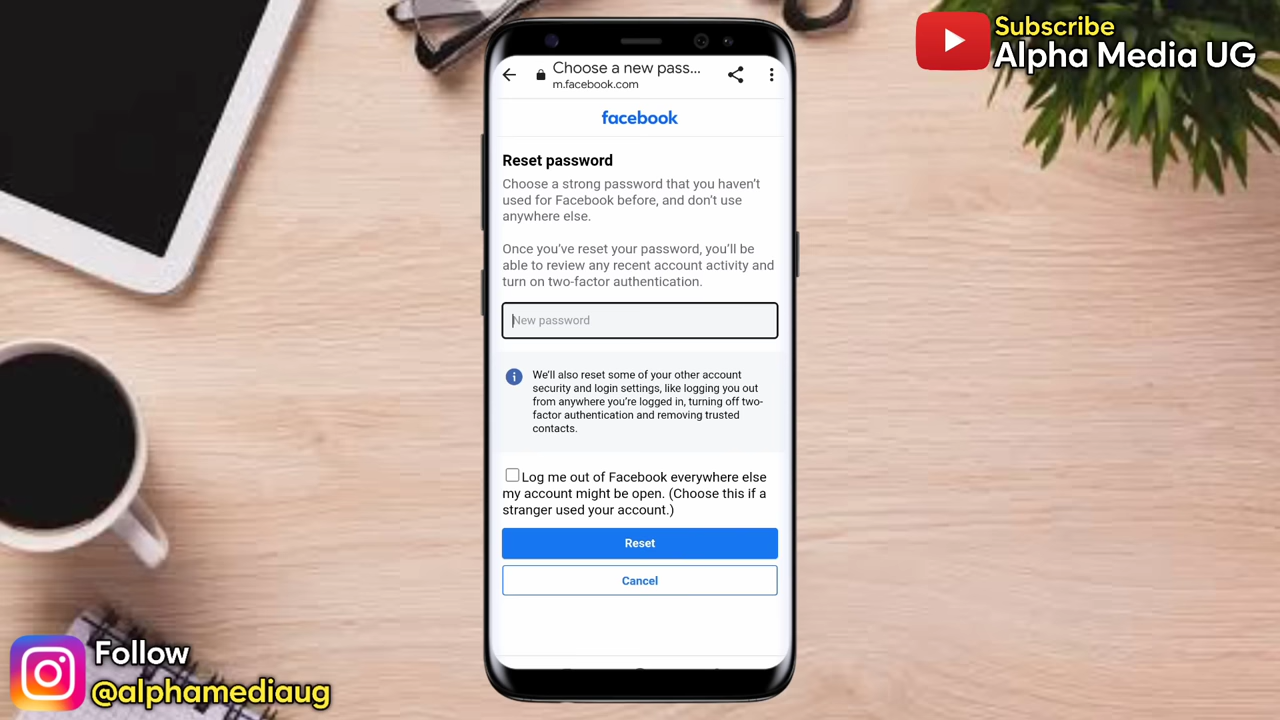 Subscribe
Alpha Media UG
Choose a new pass...
m.facebook.com
facebook
Reset password
Choose a strong password that you haven't
used for Facebook before, and don't use
anywhere else.
Once you've reset your password, you'll be
able to review any recent account activity and
turn on two-factor authentication.
New password
We'll also reset some of your other account
security and login settings, like logging you out
from anywhere you're logged in, turning off two-
factor authentication and removing trusted
contacts.
Log me out of Facebook everywhere else
my account might be open. (Choose this if a
stranger used your account.)
Reset
Cancel
Follow
@alphamediaug